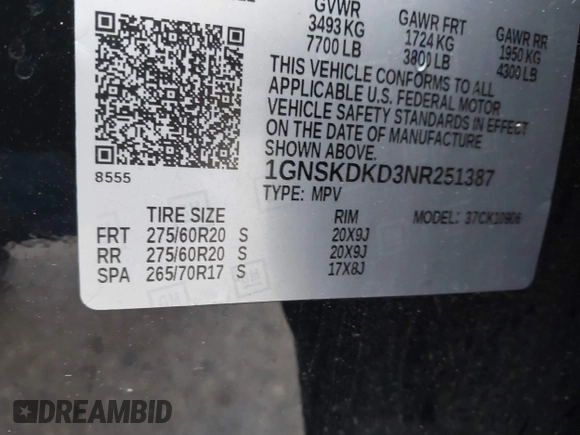 GVWR GAWR FRT GAWR RR
3493 KG 1724 KG 1950 KG
7700 LB 3800 LB 4300 LB
THIS VEHICLE CONFORMS TO ALL
APPLICABLE U.S. FEDERAL MOTOR
VEHICLE SAFETY STANDARDS IN EFFECT
ON THE DATE OF MANUFACTURE
SHOWN ABOVE.
8555
1GNSKDKD3NR251387
TYPE: MPV MODEL: 37CK10906
TIRE SIZE RIM
FRT 275/60R20 S 20X9J
RR 275/60R20 S 20X9J
SPA 265/70R17 S 17X8J
GM
DREAMBID